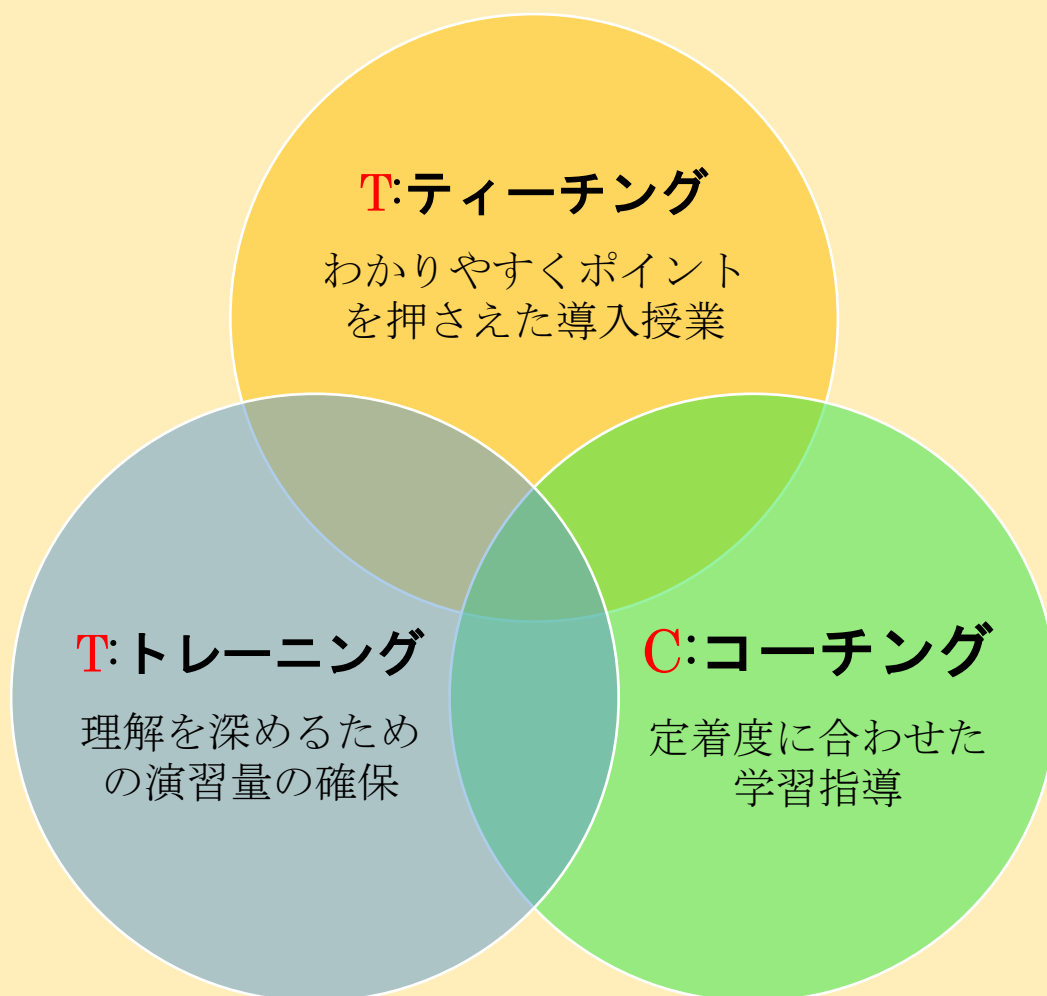 T:ティーチング
わかりやすくポイント
を押さえた導入授業
T:トレーニング
理解を深めるため
の演習量の確保
C:コーチング
定着度に合わせた
学習指導